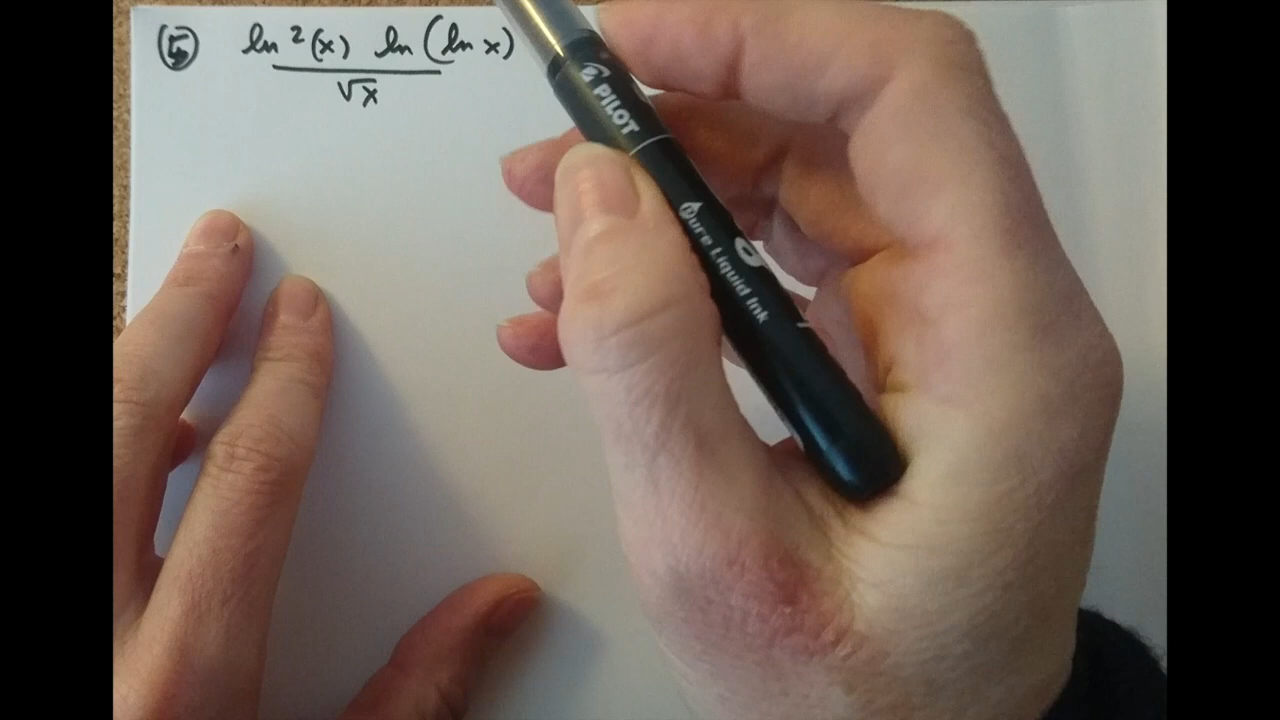 (5) ln²(x) ln(ln x)
√x
PILOT
Pure Liquid Ink